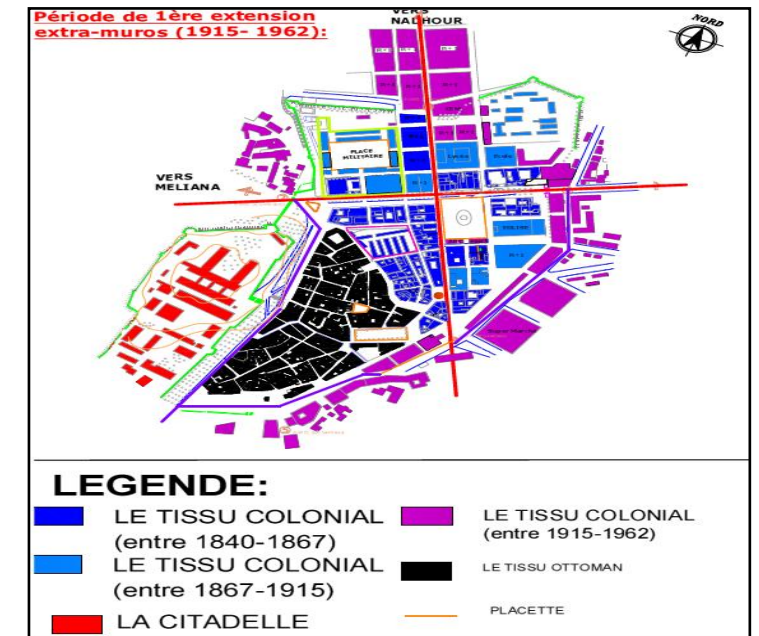 Période de 1ère extension
extra-muros (1915- 1962):
VERS
NADHOUR
NORD
PLACE
MILITAIRE
VERS
MELIANA
LEGENDE:
LE TISSU COLONIAL
(entre 1840-1867)
LE TISSU COLONIAL
(entre 1867-1915)
LA CITADELLE
LE TISSU COLONIAL
(entre 1915-1962)
LE TISSU OTTOMAN
PLACETTE